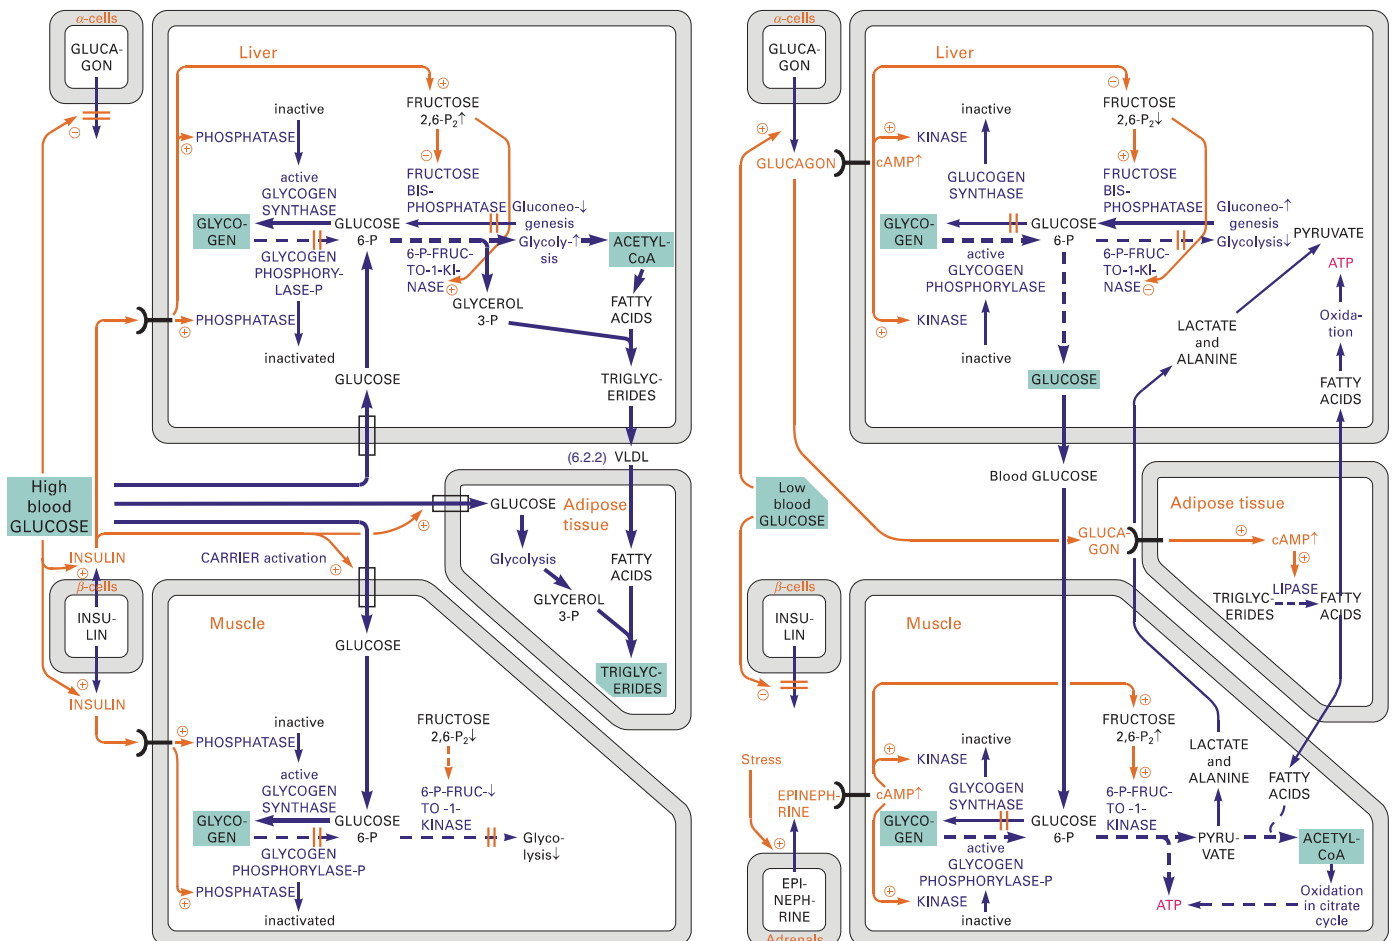 α-cells
GLUCA-
GON
Liver
inactive
FRUCTOSE
2,6-P₂↑
PHOSPHATASE
active
GLYCOGEN
SYNTHASE
FRUCTOSE
BIS-
PHOSPHATASE
Gluconeo-↓
genesis
GLYCO-
GEN
GLUCOSE
6-P
Glycoly-↑
sis
ACETYL-
CoA
GLYCOGEN
PHOSPHORY-
LASE-P
6-P-FRUC-
TO-1-KI-
NASE
GLYCEROL
3-P
FATTY
ACIDS
PHOSPHATASE
inactivated
GLUCOSE
TRIGLYC-
ERIDES
(6.2.2) VLDL
High
blood
GLUCOSE
GLUCOSE
Adipose
tissue
CARRIER activation
Glycolysis
FATTY
ACIDS
GLYCEROL
3-P
TRIGLYC-
ERIDES
INSULIN
β-cells
INSU-
LIN
INSULIN
Muscle
GLUCOSE
inactive
FRUCTOSE
2,6-P₂↓
PHOSPHATASE
active
GLYCOGEN
SYNTHASE
6-P-FRUC-↓
TO -1-
KINASE
GLYCO-
GEN
GLUCOSE
6-P
Glyco-
lysis↓
GLYCOGEN
PHOSPHORYLASE-P
PHOSPHATASE
inactivated
α-cells
GLUCA-
GON
GLUCAGON
Liver
cAMP↑
inactive
FRUCTOSE
2,6-P₂↓
KINASE
GLUCOGEN
SYNTHASE
FRUCTOSE
BIS-
PHOSPHATASE
Gluconeo-↑
genesis
GLYCO-
GEN
GLUCOSE
6-P
Glycolysis↓
PYRUVATE
active
GLYCOGEN
PHOSPHORYLASE
6-P-FRUC-
TO-1-KI-
NASE
ATP
Oxida-
tion
KINASE
inactive
LACTATE
and
ALANINE
GLUCOSE
FATTY
ACIDS
Blood GLUCOSE
Low
blood
GLUCOSE
Adipose tissue
GLUCA-
GON
cAMP↑
LIPASE
TRIGLYC-
ERIDES
FATTY
ACIDS
β-cells
INSU-
LIN
Muscle
Stress
EPINEPH-
RINE
cAMP↑
inactive
FRUCTOSE
2,6-P₂↑
KINASE
GLYCOGEN
SYNTHASE
6-P-FRUC-
TO -1-
KINASE
LACTATE
and
ALANINE
FATTY
ACIDS
GLYCO-
GEN
GLUCOSE
6-P
PYRU-
VATE
ACETYL-
CoA
active
GLYCOGEN
PHOSPHORYLASE-P
KINASE
inactive
ATP
Oxidation
in citrate
cycle
EPI-
NEPH-
RINE
Adrenals